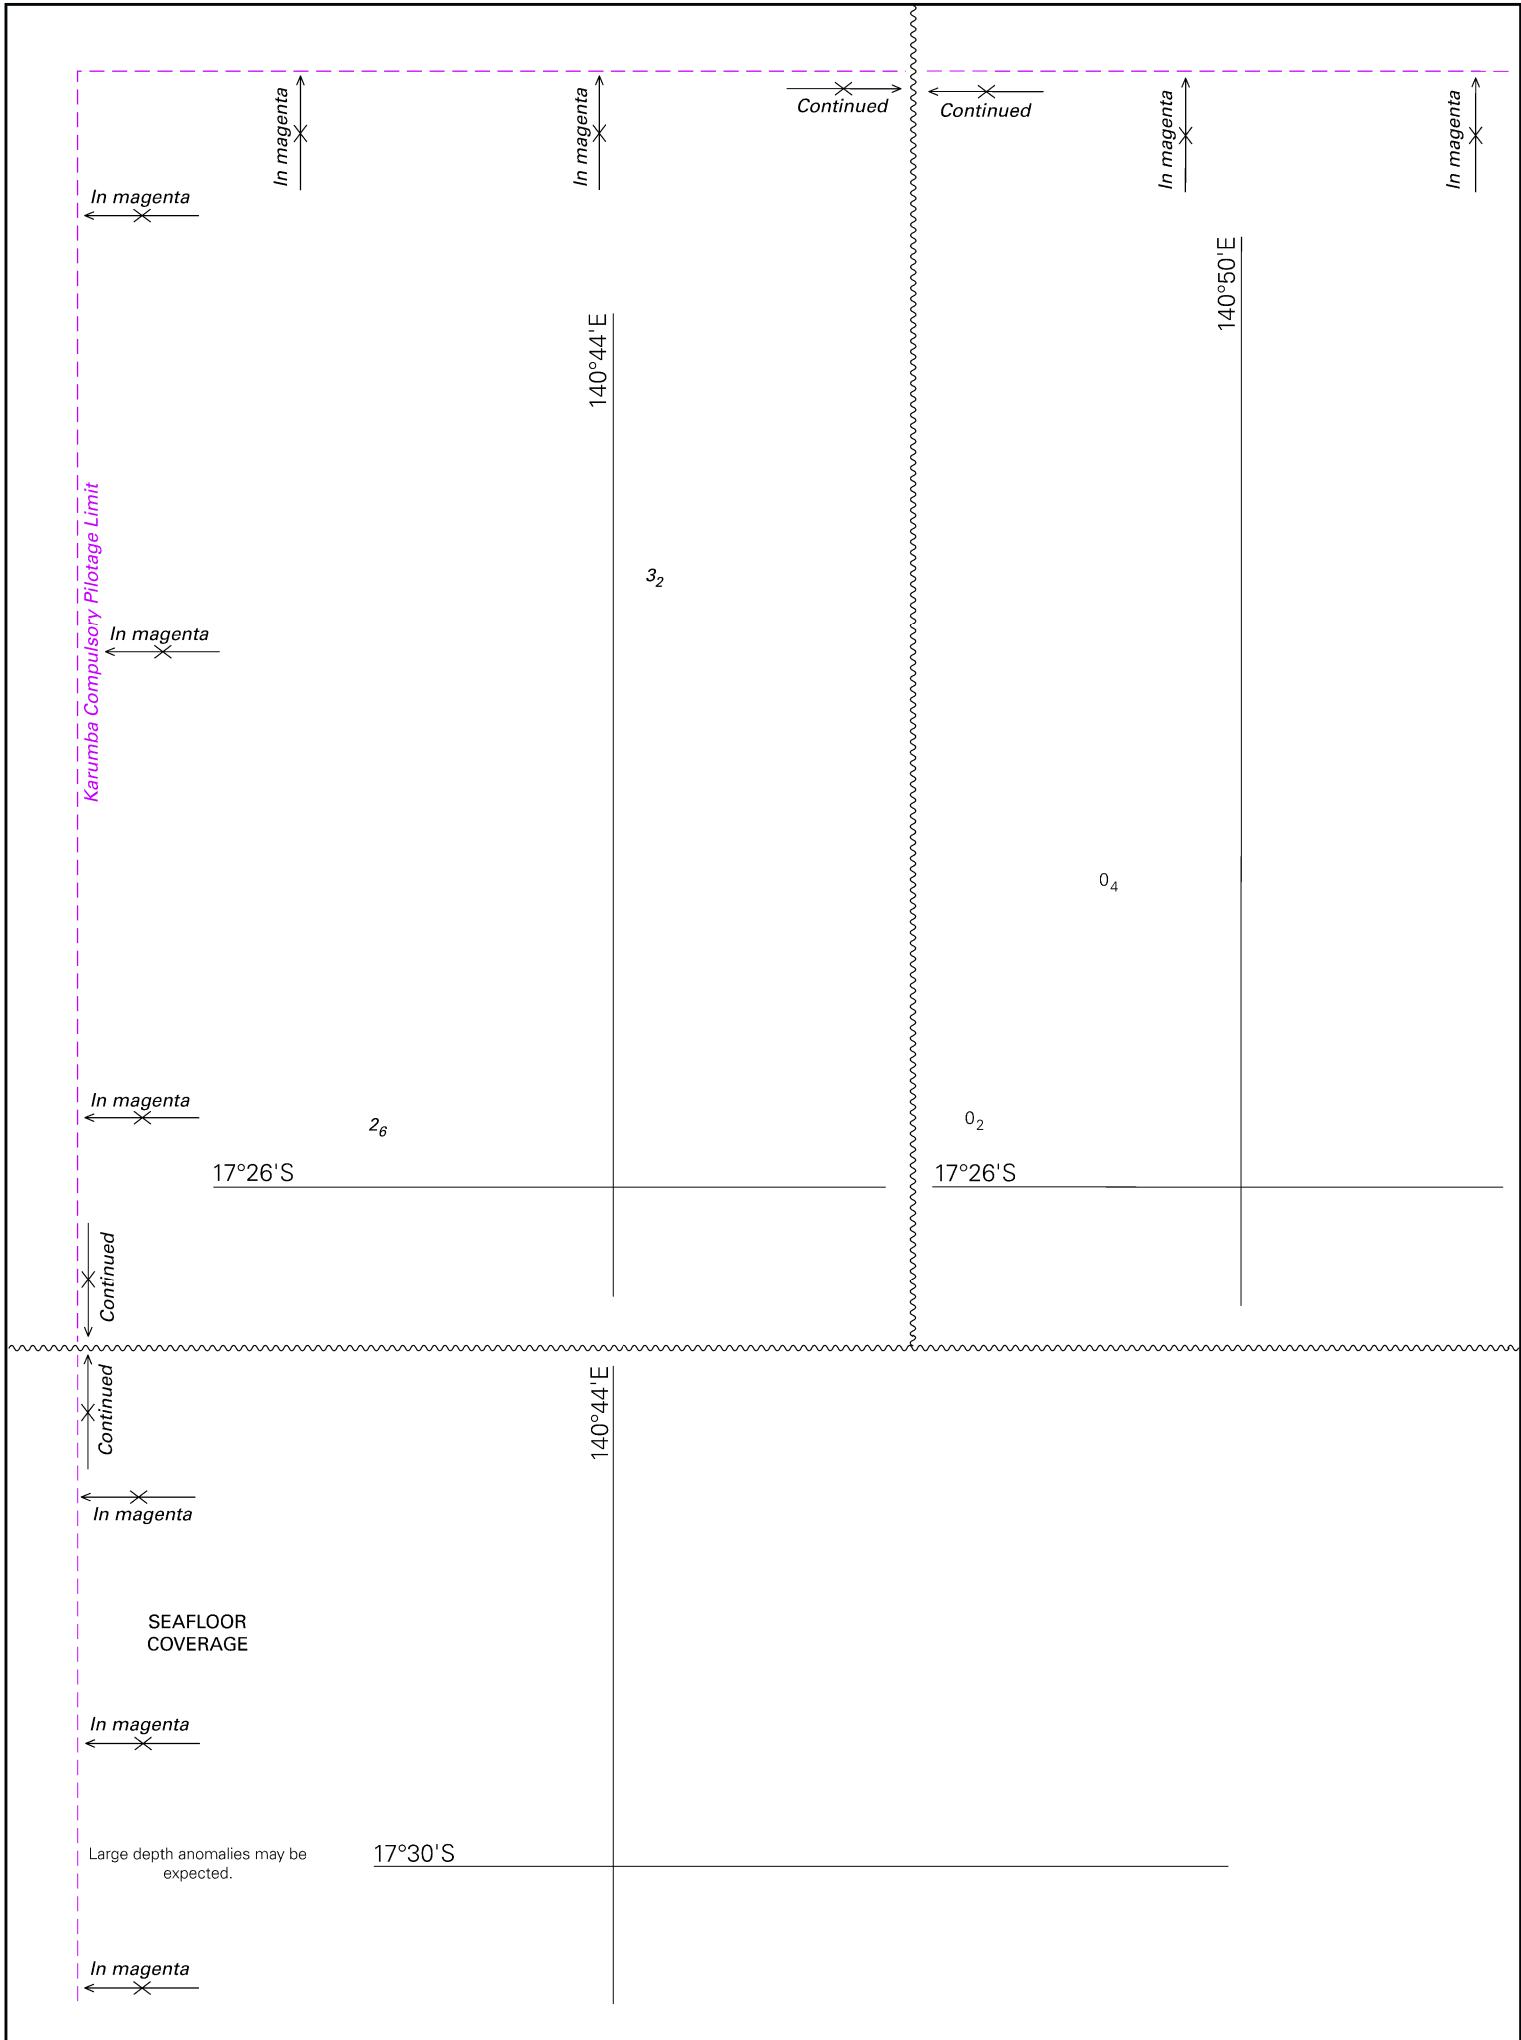 In magenta
In magenta
Continued
Continued
In magenta
In magenta
In magenta
140°44'E
140°50'E
Karumba Compulsory Pilotage Limit
3₂
In magenta
0₄
In magenta
2₆
0₂
17°26'S
17°26'S
Continued
Continued
140°44'E
In magenta
SEAFLOOR
COVERAGE
In magenta
Large depth anomalies may be
expected.
17°30'S
In magenta